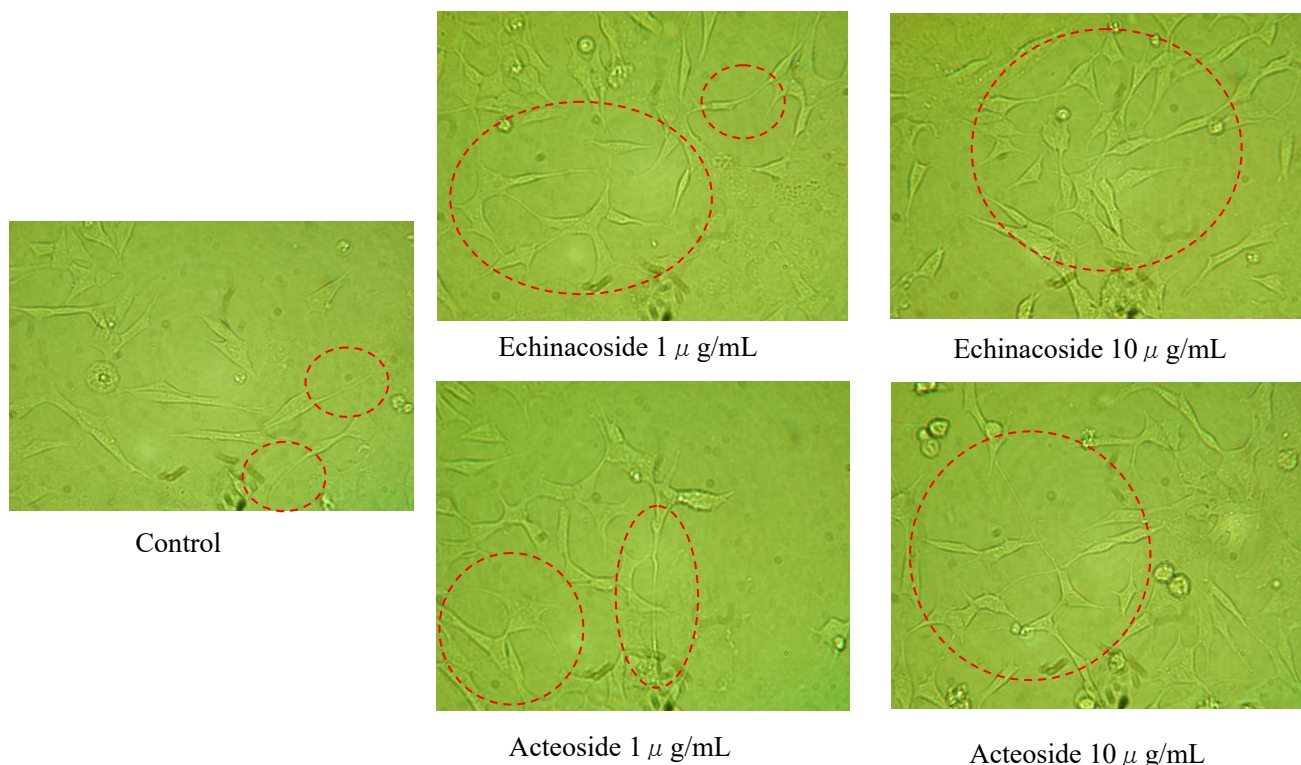 Echinacoside 1 μ g/mL
Echinacoside 10 μ g/mL
Control
Acteoside 1 μ g/mL
Acteoside 10 μ g/mL